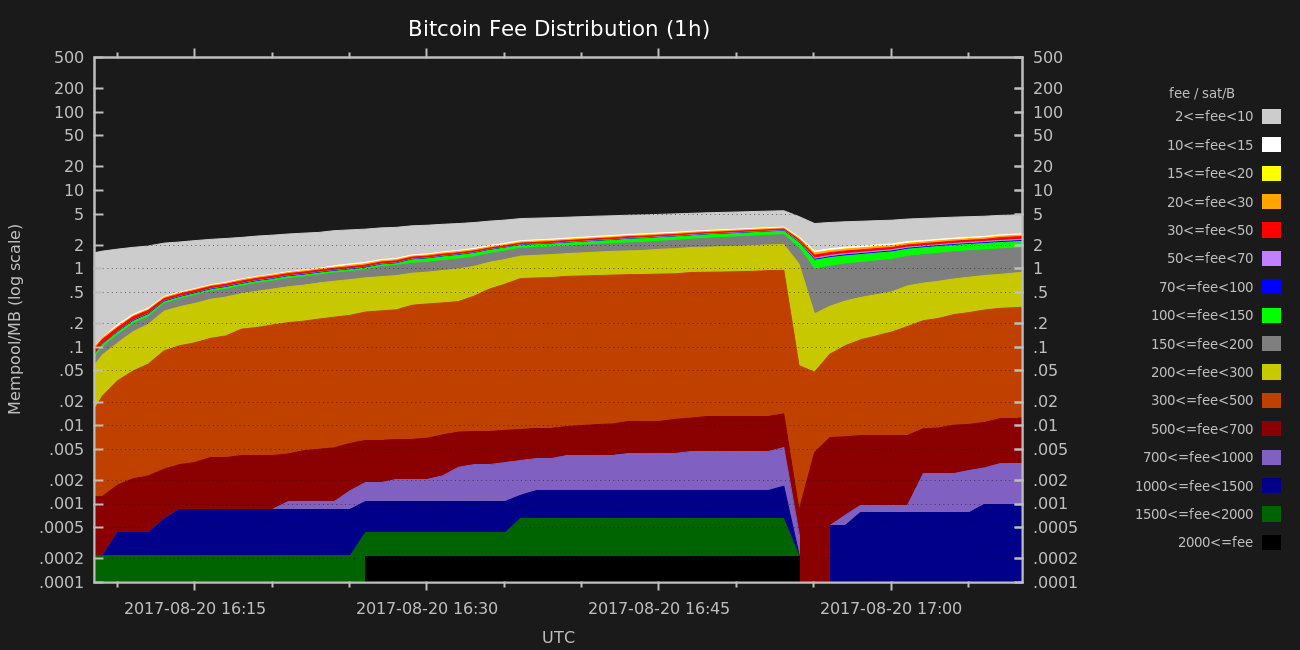 Bitcoin Fee Distribution (1h)
500
200
100
50
20
10
5
2
1
.5
.2
.1
.05
.02
.01
.005
.002
.001
.0005
.0002
.0001
Mempool/MB (log scale)
500
200
100
50
20
10
5
2
1
.5
.2
.1
.05
.02
.01
.005
.002
.001
.0005
.0002
.0001
2017-08-20 16:15 2017-08-20 16:30 2017-08-20 16:45 2017-08-20 17:00
UTC
fee / sat/B
2<=fee<10
10<=fee<15
15<=fee<20
20<=fee<30
30<=fee<50
50<=fee<70
70<=fee<100
100<=fee<150
150<=fee<200
200<=fee<300
300<=fee<500
500<=fee<700
700<=fee<1000
1000<=fee<1500
1500<=fee<2000
2000<=fee